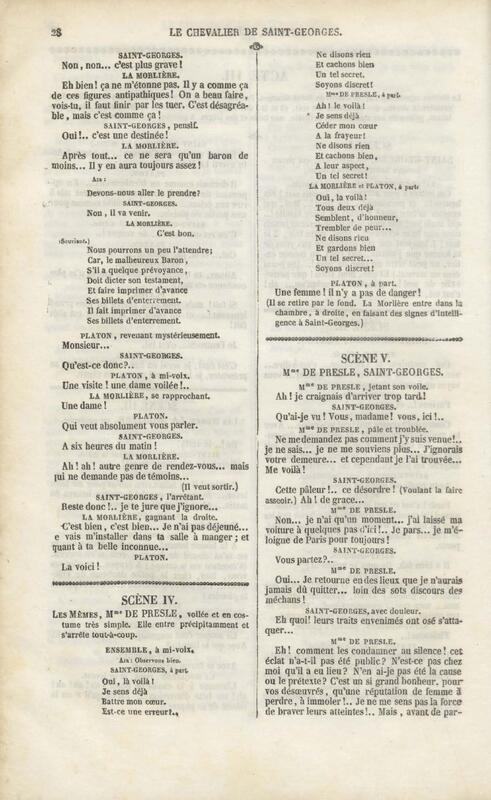 28
LE CHEVALIER DE SAINT-GEORGES.
SAINT-GEORGES.
Non, non... c'est plus grave!
LA MORLIÈRE.
Eh bien! ça ne m'étonne pas. Il y a comme ça
de ces figures antipathiques! On a beau faire,
vois-tu, il faut finir par les tuer. C'est désagréa-
ble, mais c'est comme ça!
SAINT-GEORGES, pensif.
Oui!.. c'est une destinée!
LA MORLIÈRE.
Après tout... ce ne sera qu'un baron de
moins... Il y en aura toujours assez!
AIR:
Devons-nous aller le prendre?
SAINT-GEORGES.
Non, il va venir.
LA MORLIÈRE.
C'est bon.
(Souriant.)
Nous pourrons un peu l'attendre;
Car, le malheureux Baron,
S'il a quelque prévoyance,
Doit dicter son testament,
Et faire imprimer d'avance
Ses billets d'enterrement.
Il fait imprimer d'avance
Ses billets d'enterrement.
PLATON, revenant mystérieusement.
Monsieur...
SAINT-GEORGES.
Qu'est-ce donc?..
PLATON, à mi-voix.
Une visite! une dame voilée!..
LA MORLIÈRE, se rapprochant.
Une dame!
PLATON.
Qui veut absolument vous parler.
SAINT-GEORGES.
A six heures du matin!
LA MORLIÈRE.
Ah! ah! autre genre de rendez-vous... mais
qui ne demande pas de témoins...
(Il veut sortir.)
SAINT-GEORGES, l'arrêtant.
Reste donc!.. je te jure que j'ignore...
LA MORLIÈRE, gagnant la droite.
C'est bien, c'est bien... Je n'ai pas déjeuné...
e vais m'installer dans ta salle à manger; et
quant à ta belle inconnue...
PLATON.
La voici!
SCÈNE IV.
LES MÊMES, Mme DE PRESLE, voilée et en cos-
tume très simple. Elle entre précipitamment et
s'arrête tout-à-coup.
ENSEMBLE, à mi-voix.
AIR: Observons bien.
SAINT-GEORGES, à part.
Oui, là voilà!
Je sens déjà
Battre mon cœur.
Est-ce une erreur?..
Ne disons rien
Et cachons bien
Un tel secret.
Soyons discret!
Mme DE PRESLE, à part.
Ah! le voilà!
Je sens déjà
Céder mon cœur
A la frayeur!
Ne disons rien
Et cachons bien,
A leur aspect,
Un tel secret!
LA MORLIÈRE et PLATON, à part.
Oui, la voilà!
Tous deux déjà
Semblent, d'honneur,
Trembler de peur...
Ne disons rien
Et gardons bien
Un tel secret...
Soyons discret!
PLATON, à part.
Une femme! il n'y a pas de danger!
(Il se retire par le fond. La Morlière entre dans la
chambre, à droite, en faisant des signes d'intelli-
gence à Saint-Georges.)
SCÈNE V.
Mme DE PRESLE, SAINT-GEORGES.
Mme DE PRESLE, jetant son voile.
Ah! je craignais d'arriver trop tard!
SAINT-GEORGES.
Qu'ai-je vu! Vous, madame! vous, ici!..
Mme DE PRESLE, pâle et troublée.
Ne me demandez pas comment j'y suis venue!..
je ne sais... je ne me souviens plus... J'ignorais
votre demeure... et cependant je l'ai trouvée...
Me voilà!
SAINT-GEORGES.
Cette pâleur!.. ce désordre! (Voulant la faire
asseoir.) Ah! de grace...
Mme DE PRESLE.
Non... je n'ai qu'un moment... j'ai laissé ma
voiture à quelques pas d'ici!.. Je pars... je m'é-
loigne de Paris pour toujours!
SAINT-GEORGES.
Vous partez?..
Mme DE PRESLE.
Oui... Je retourne en des lieux que je n'aurais
jamais dû quitter... loin des sots discours des
méchans!
SAINT-GEORGES, avec douleur.
Eh quoi! leurs traits envenimés ont osé s'atta-
quer...
Mme DE PRESLE.
Eh! comment les condamner au silence! cet
éclat n'a-t-il pas été public? N'est-ce pas chez
moi qu'il a eu lieu? N'en ai-je pas été la cause
ou le prétexte? C'est un si grand bonheur, pour
vos désœuvrés, qu'une réputation de femme à
perdre, à immoler!.. Je ne me sens pas la force
de braver leurs atteintes!.. Mais, avant de par-